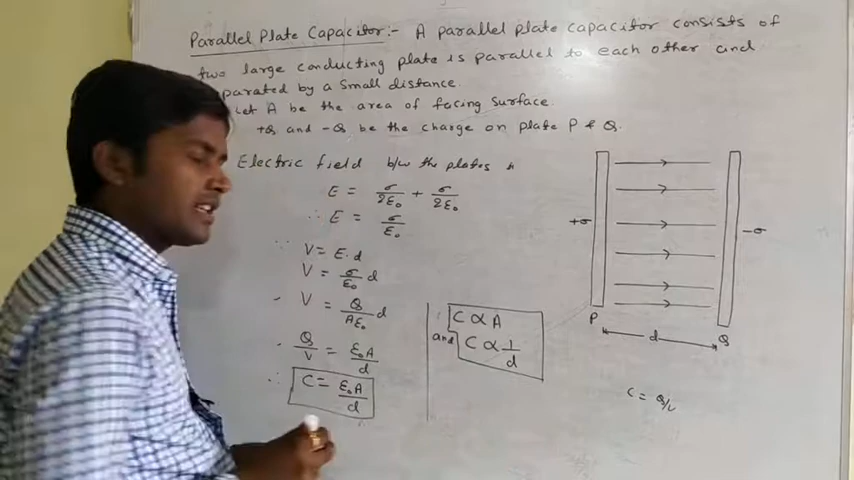 Parallel Plate Capacitor :- A parallel plate capacitor consists of
two large conducting plate is parallel to each other and
parated by a small distance.
Let A be the area of facing surface.
+Q and -Q be the charge on plate P & Q.
Electric field b/w the plates
E = σ/2ε₀ + σ/2ε₀
∴ E = σ/ε₀
∴ V = E·d
V = σ/ε₀ d
V = Q/Aε₀ d
Q/V = ε₀A/d
∴ C = ε₀A/d
C ∝ A
and C ∝ 1/d
+σ
-σ
P
d
Q
C = Q/V